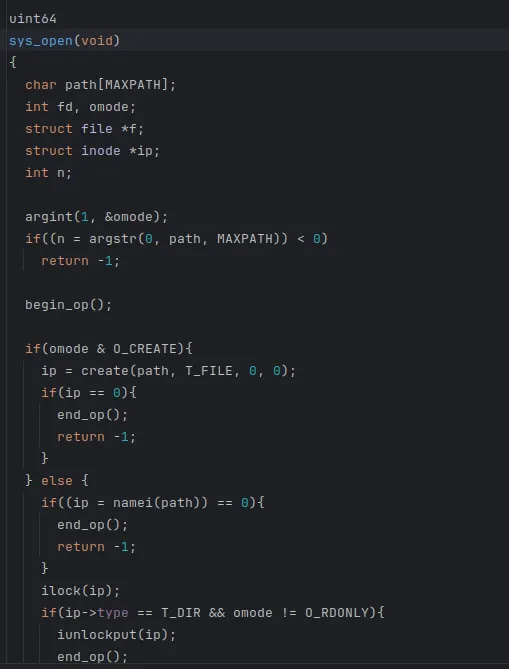 uint64
sys_open(void)
{
  char path[MAXPATH];
  int fd, omode;
  struct file *f;
  struct inode *ip;
  int n;

  argint(1, &omode);
  if((n = argstr(0, path, MAXPATH)) < 0)
    return -1;

  begin_op();

  if(omode & O_CREATE){
    ip = create(path, T_FILE, 0, 0);
    if(ip == 0){
      end_op();
      return -1;
    }
  } else {
    if((ip = namei(path)) == 0){
      end_op();
      return -1;
    }
    ilock(ip);
    if(ip->type == T_DIR && omode != O_RDONLY){
      iunlockput(ip);
      end_op();